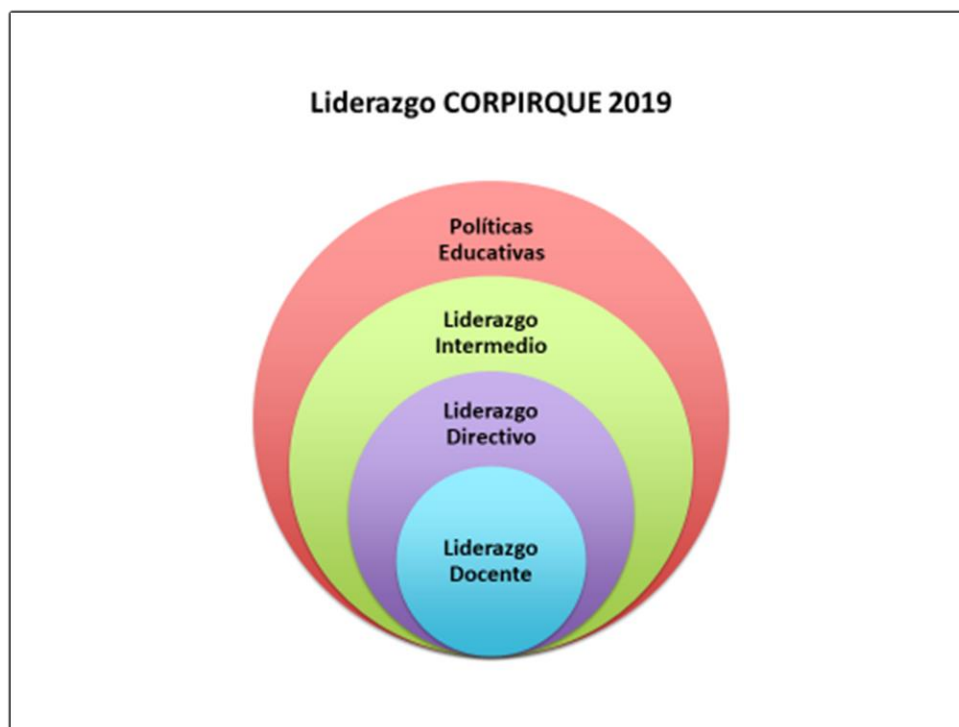 Liderazgo CORPIRQUE 2019
Políticas
Educativas
Liderazgo
Intermedio
Liderazgo
Directivo
Liderazgo
Docente